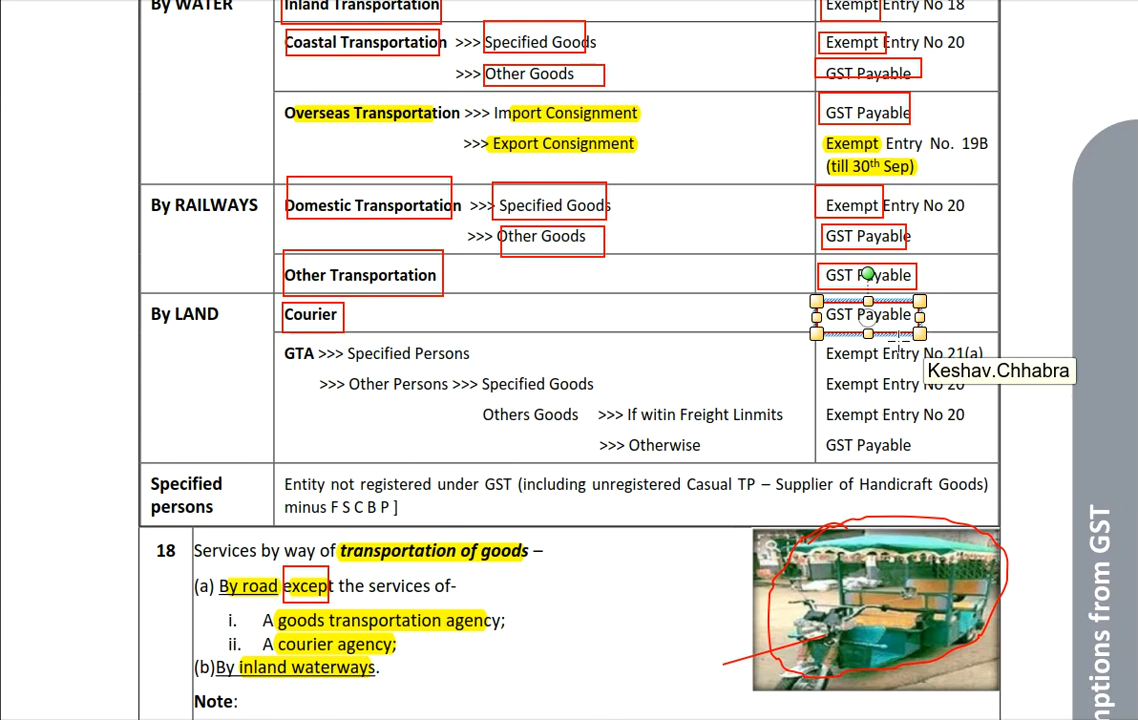 By WATER Inland Transportation Exempt Entry No 18
Coastal Transportation >>> Specified Goods Exempt Entry No 20
>>> Other Goods GST Payable
Overseas Transportation >>> Import Consignment GST Payable
>>> Export Consignment Exempt Entry No. 19B
(till 30th Sep)
By RAILWAYS Domestic Transportation >>> Specified Goods Exempt Entry No 20
>>> Other Goods GST Payable
Other Transportation GST Payable
By LAND Courier GST Payable
GTA >>> Specified Persons Exempt Entry No 21(a)
Keshav.Chhabra
>>> Other Persons >>> Specified Goods Exempt Entry No 20
Others Goods >>> If witin Freight Linmits Exempt Entry No 20
>>> Otherwise GST Payable
Specified Entity not registered under GST (including unregistered Casual TP – Supplier of Handicraft Goods)
persons minus F S C B P ]
18 Services by way of transportation of goods –
(a) By road except the services of-
i. A goods transportation agency;
ii. A courier agency;
(b)By inland waterways.
Note:
mptions from GST